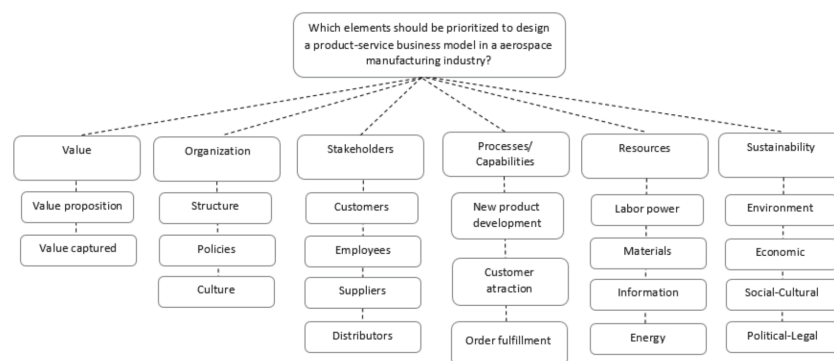 Which elements should be prioritized to design
a product-service business model in a aerospace
manufacturing industry?
Value
Value proposition
Value captured
Organization
Structure
Policies
Culture
Stakeholders
Customers
Employees
Suppliers
Distributors
Processes/
Capabilities
New product
development
Customer
atraction
Order fulfillment
Resources
Labor power
Materials
Information
Energy
Sustainability
Environment
Economic
Social-Cultural
Political-Legal